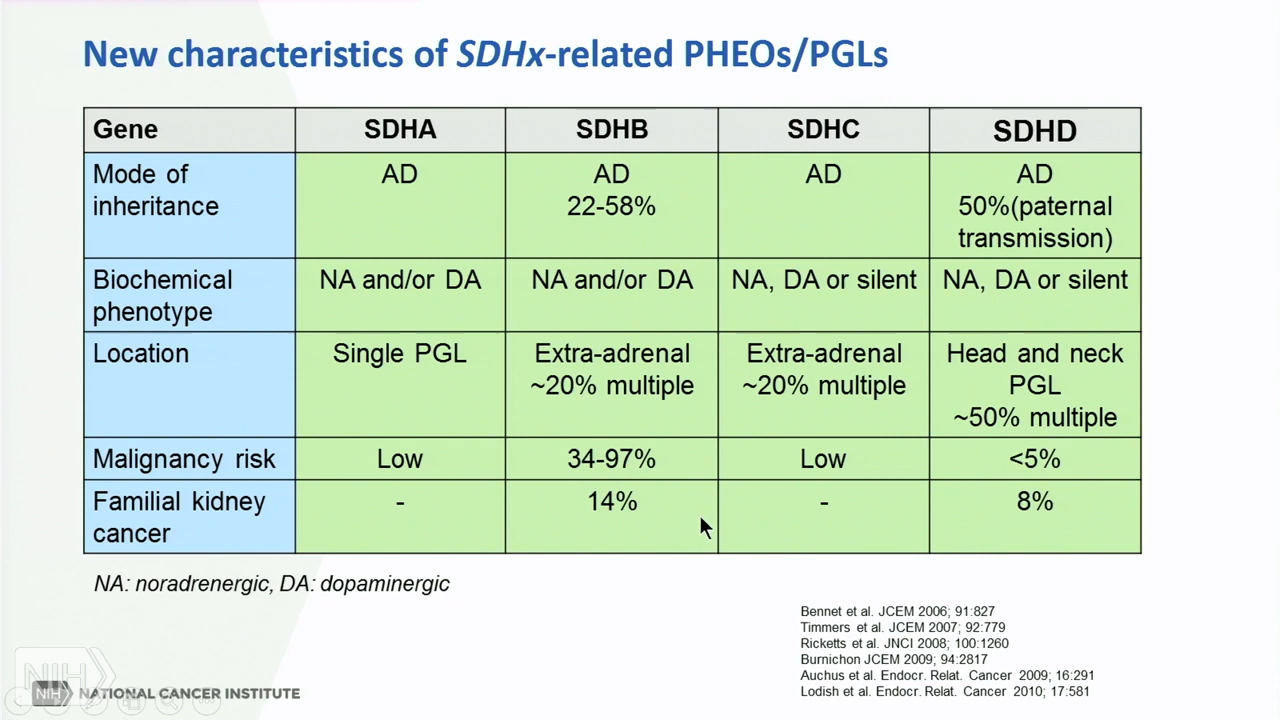 New characteristics of SDHx-related PHEOs/PGLs
Gene SDHA SDHB SDHC SDHD
Mode of inheritance AD AD 22-58% AD AD 50%(paternal transmission)
Biochemical phenotype NA and/or DA NA and/or DA NA, DA or silent NA, DA or silent
Location Single PGL Extra-adrenal ~20% multiple Extra-adrenal ~20% multiple Head and neck PGL ~50% multiple
Malignancy risk Low 34-97% Low <5%
Familial kidney cancer - 14% - 8%
NA: noradrenergic, DA: dopaminergic
Bennet et al. JCEM 2006; 91:827
Timmers et al. JCEM 2007; 92:779
Ricketts et al. JNCI 2008; 100:1260
Burnichon JCEM 2009; 94:2817
Auchus et al. Endocr. Relat. Cancer 2009; 16:291
Lodish et al. Endocr. Relat. Cancer 2010; 17:581
NIH
NIH NATIONAL CANCER INSTITUTE